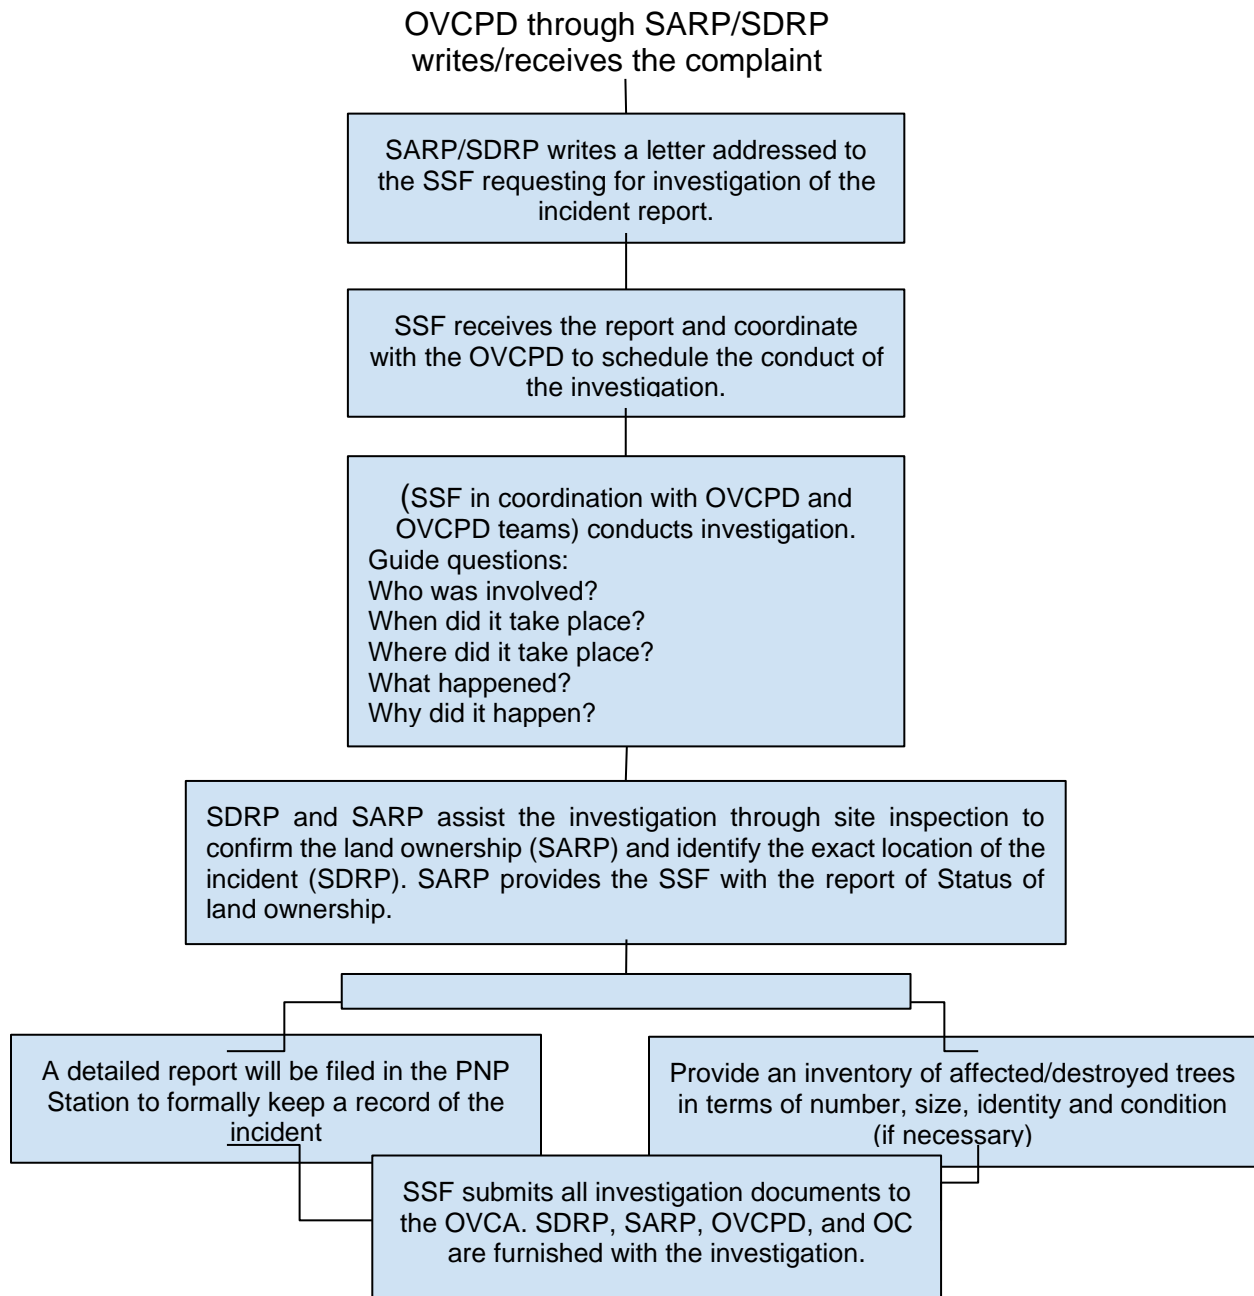 OVCPD through SARP/SDRP
writes/receives the complaint
SARP/SDRP writes a letter addressed to
the SSF requesting for investigation of the
incident report.
SSF receives the report and coordinate
with the OVCPD to schedule the conduct of
the investigation.
(SSF in coordination with OVCPD and
OVCPD teams) conducts investigation.
Guide questions:
Who was involved?
When did it take place?
Where did it take place?
What happened?
Why did it happen?
SDRP and SARP assist the investigation through site inspection to
confirm the land ownership (SARP) and identify the exact location of the
incident (SDRP). SARP provides the SSF with the report of Status of
land ownership.
A detailed report will be filed in the PNP
Station to formally keep a record of the
incident
Provide an inventory of affected/destroyed trees
in terms of number, size, identity and condition
(if necessary)
SSF submits all investigation documents to
the OVCA. SDRP, SARP, OVCPD, and OC
are furnished with the investigation.